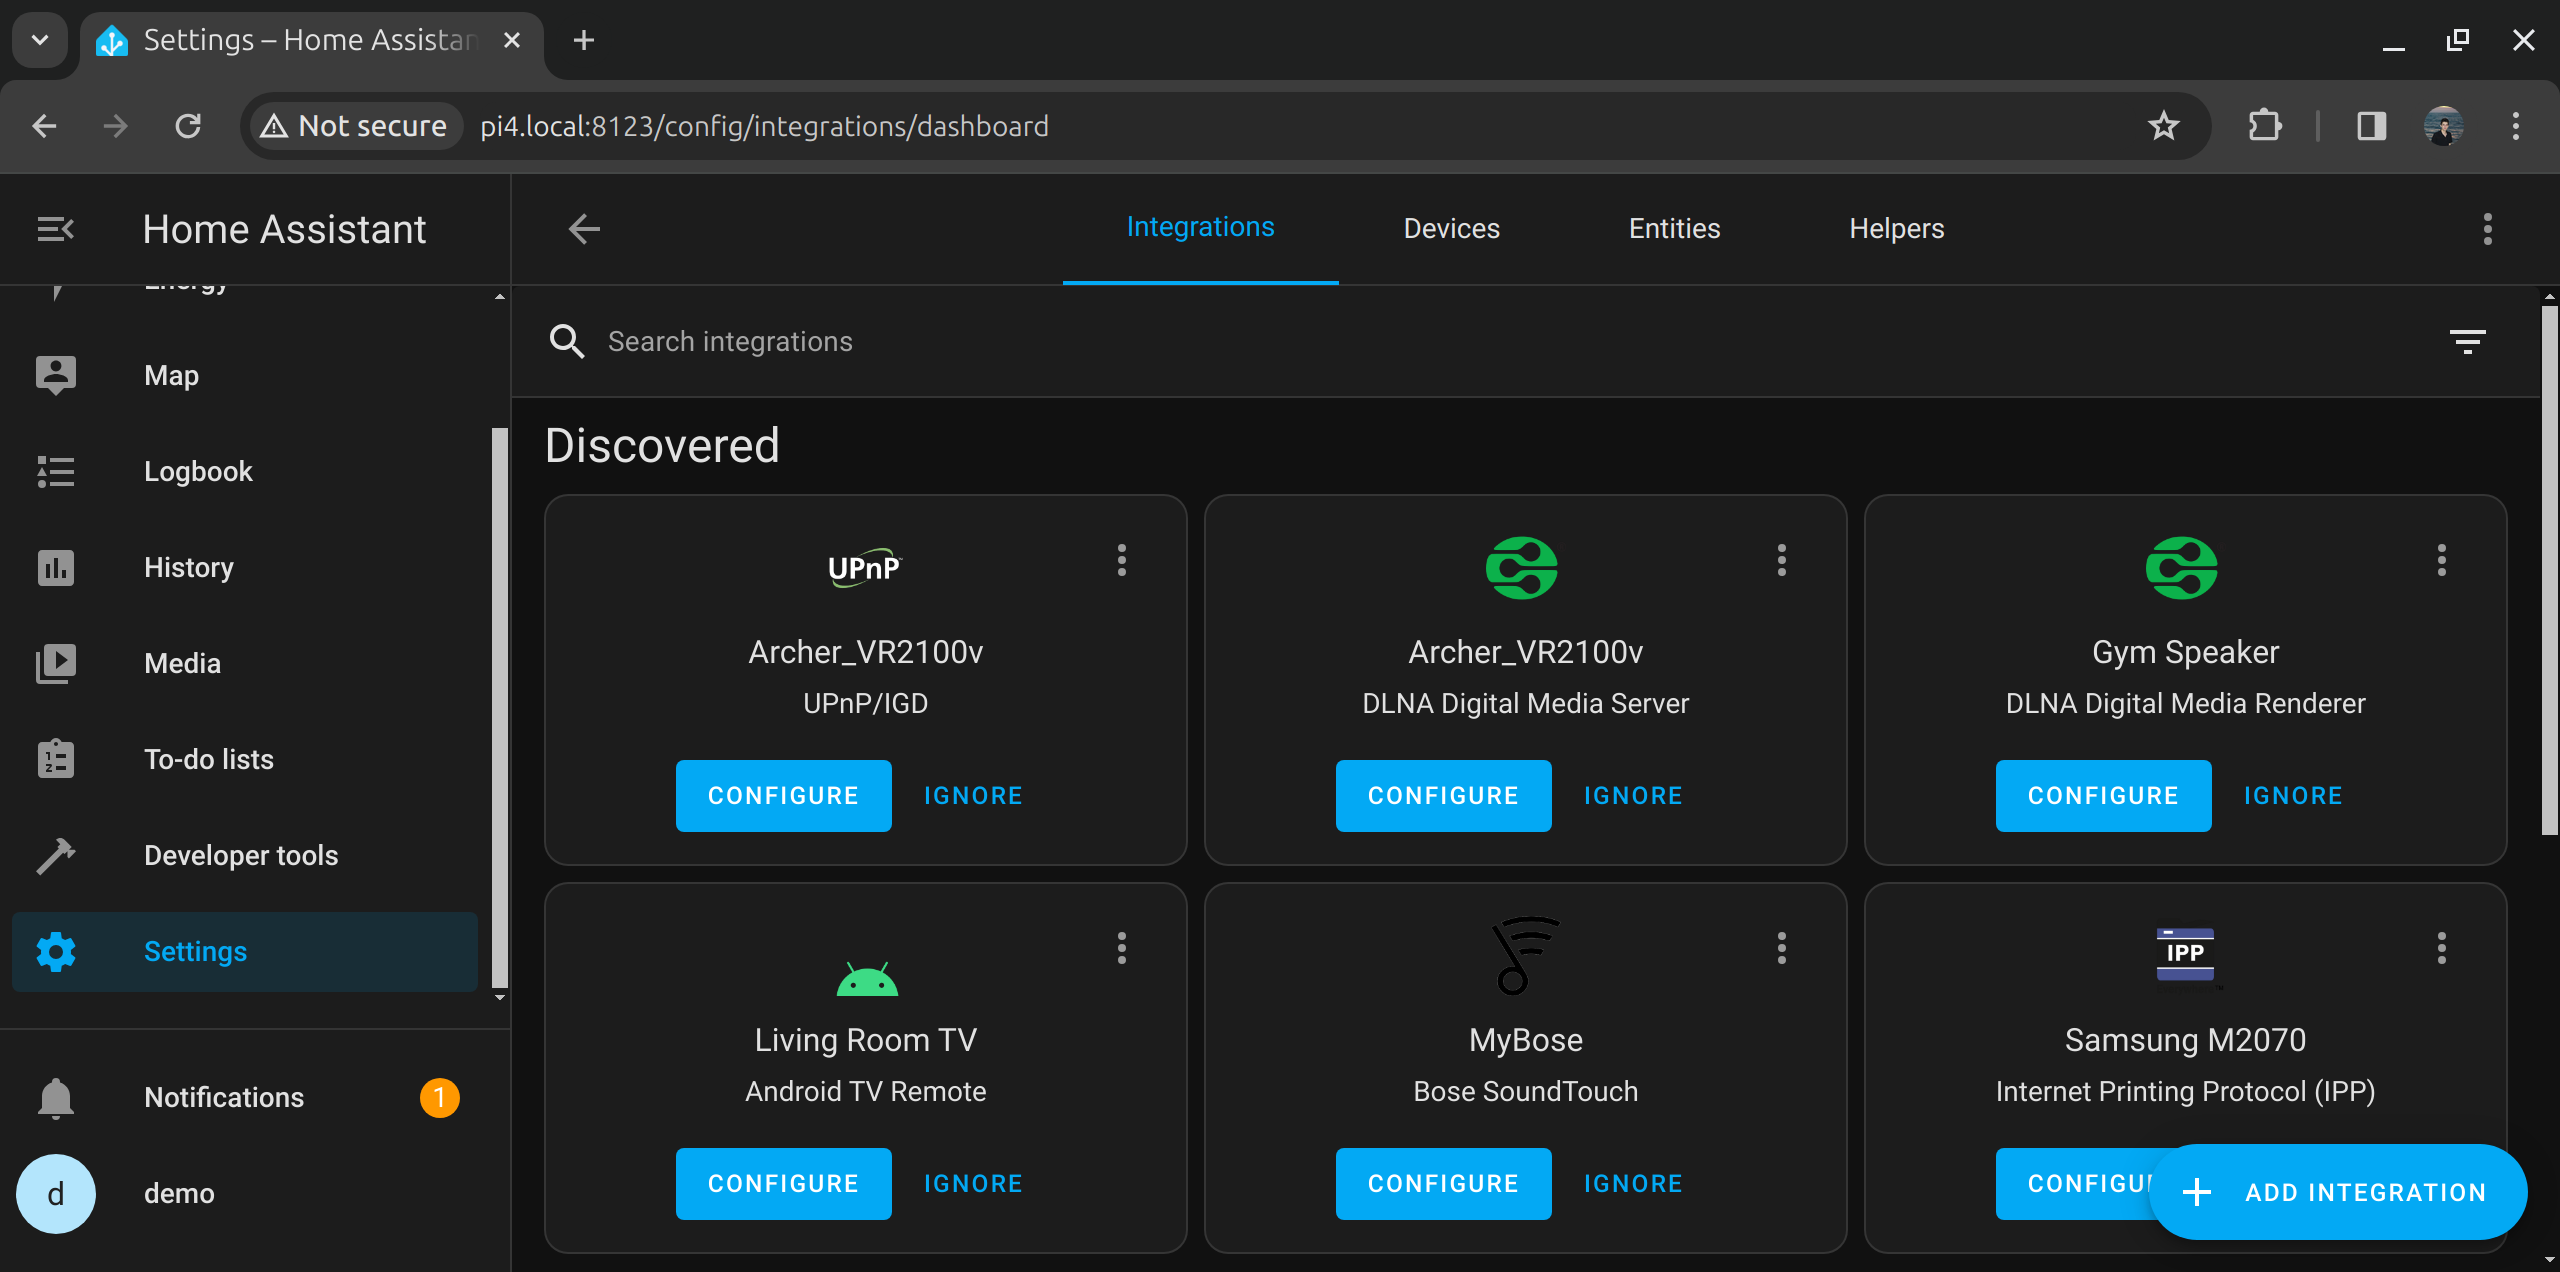 Settings – Home Assistan
Not secure
pi4.local:8123/config/integrations/dashboard
Home Assistant
Energy
Map
Logbook
History
Media
To-do lists
Developer tools
Settings
Notifications
1
d
demo
Integrations
Devices
Entities
Helpers
Search integrations
Discovered
UPnP
Archer_VR2100v
UPnP/IGD
CONFIGURE
IGNORE
Archer_VR2100v
DLNA Digital Media Server
CONFIGURE
IGNORE
Gym Speaker
DLNA Digital Media Renderer
CONFIGURE
IGNORE
Living Room TV
Android TV Remote
CONFIGURE
IGNORE
MyBose
Bose SoundTouch
CONFIGURE
IGNORE
IPP
Samsung M2070
Internet Printing Protocol (IPP)
CONFIGU
ADD INTEGRATION